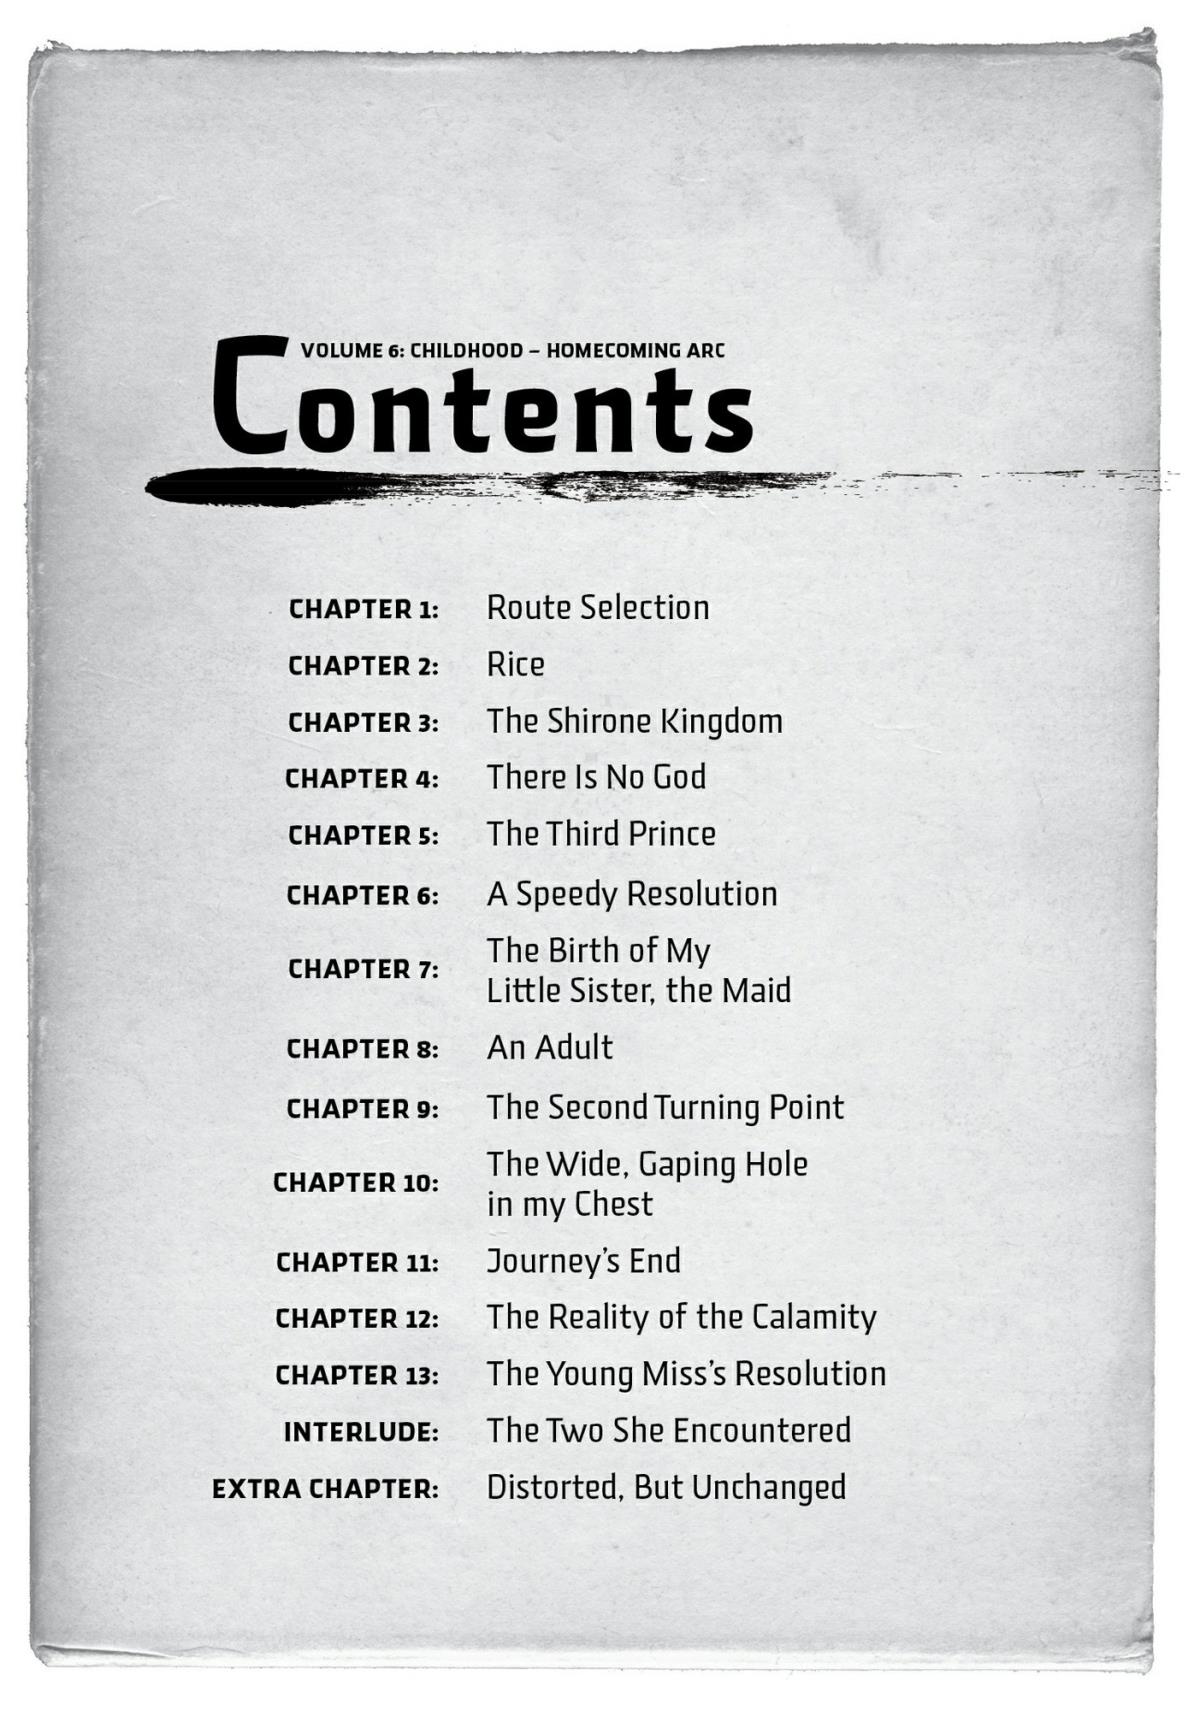 VOLUME 6: CHILDHOOD – HOMECOMING ARC
Contents
CHAPTER 1: Route Selection
CHAPTER 2: Rice
CHAPTER 3: The Shirone Kingdom
CHAPTER 4: There Is No God
CHAPTER 5: The Third Prince
CHAPTER 6: A Speedy Resolution
CHAPTER 7: The Birth of My
Little Sister, the Maid
CHAPTER 8: An Adult
CHAPTER 9: The Second Turning Point
CHAPTER 10: The Wide, Gaping Hole
in my Chest
CHAPTER 11: Journey’s End
CHAPTER 12: The Reality of the Calamity
CHAPTER 13: The Young Miss’s Resolution
INTERLUDE: The Two She Encountered
EXTRA CHAPTER: Distorted, But Unchanged